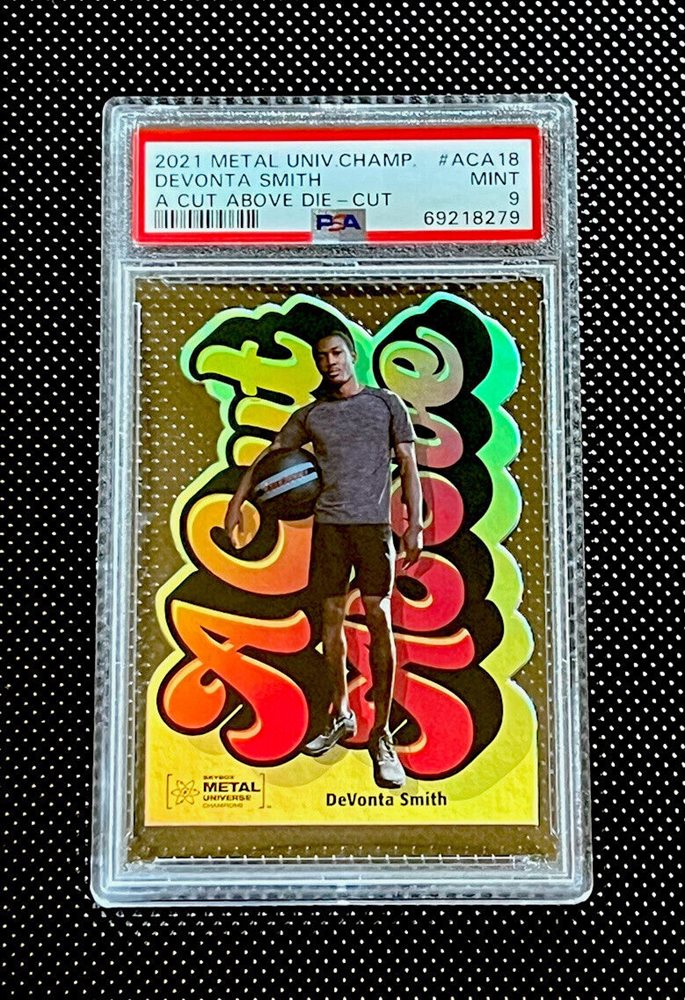 2021 METAL UNIV.CHAMP. #ACA18
DEVONTA SMITH MINT
A CUT ABOVE DIE-CUT 9
PSA 69218279
A Cut
Above
SKYBOX
METAL
UNIVERSE
CHAMPIONS
DeVonta Smith